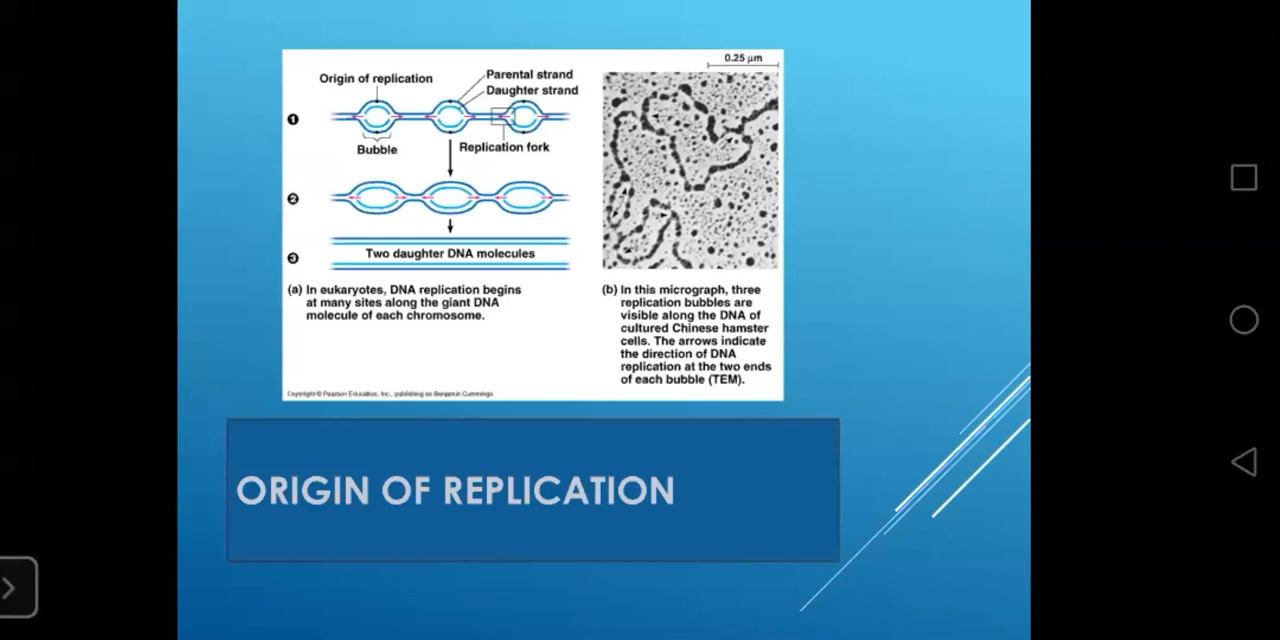 0.25 µm
Origin of replication
Parental strand
Daughter strand
1
Bubble
Replication fork
2
3
Two daughter DNA molecules
(a) In eukaryotes, DNA replication begins
at many sites along the giant DNA
molecule of each chromosome.
(b) In this micrograph, three
replication bubbles are
visible along the DNA of
cultured Chinese hamster
cells. The arrows indicate
the direction of DNA
replication at the two ends
of each bubble (TEM).
Copyright © Pearson Education, Inc., publishing as Benjamin Cummings
ORIGIN OF REPLICATION